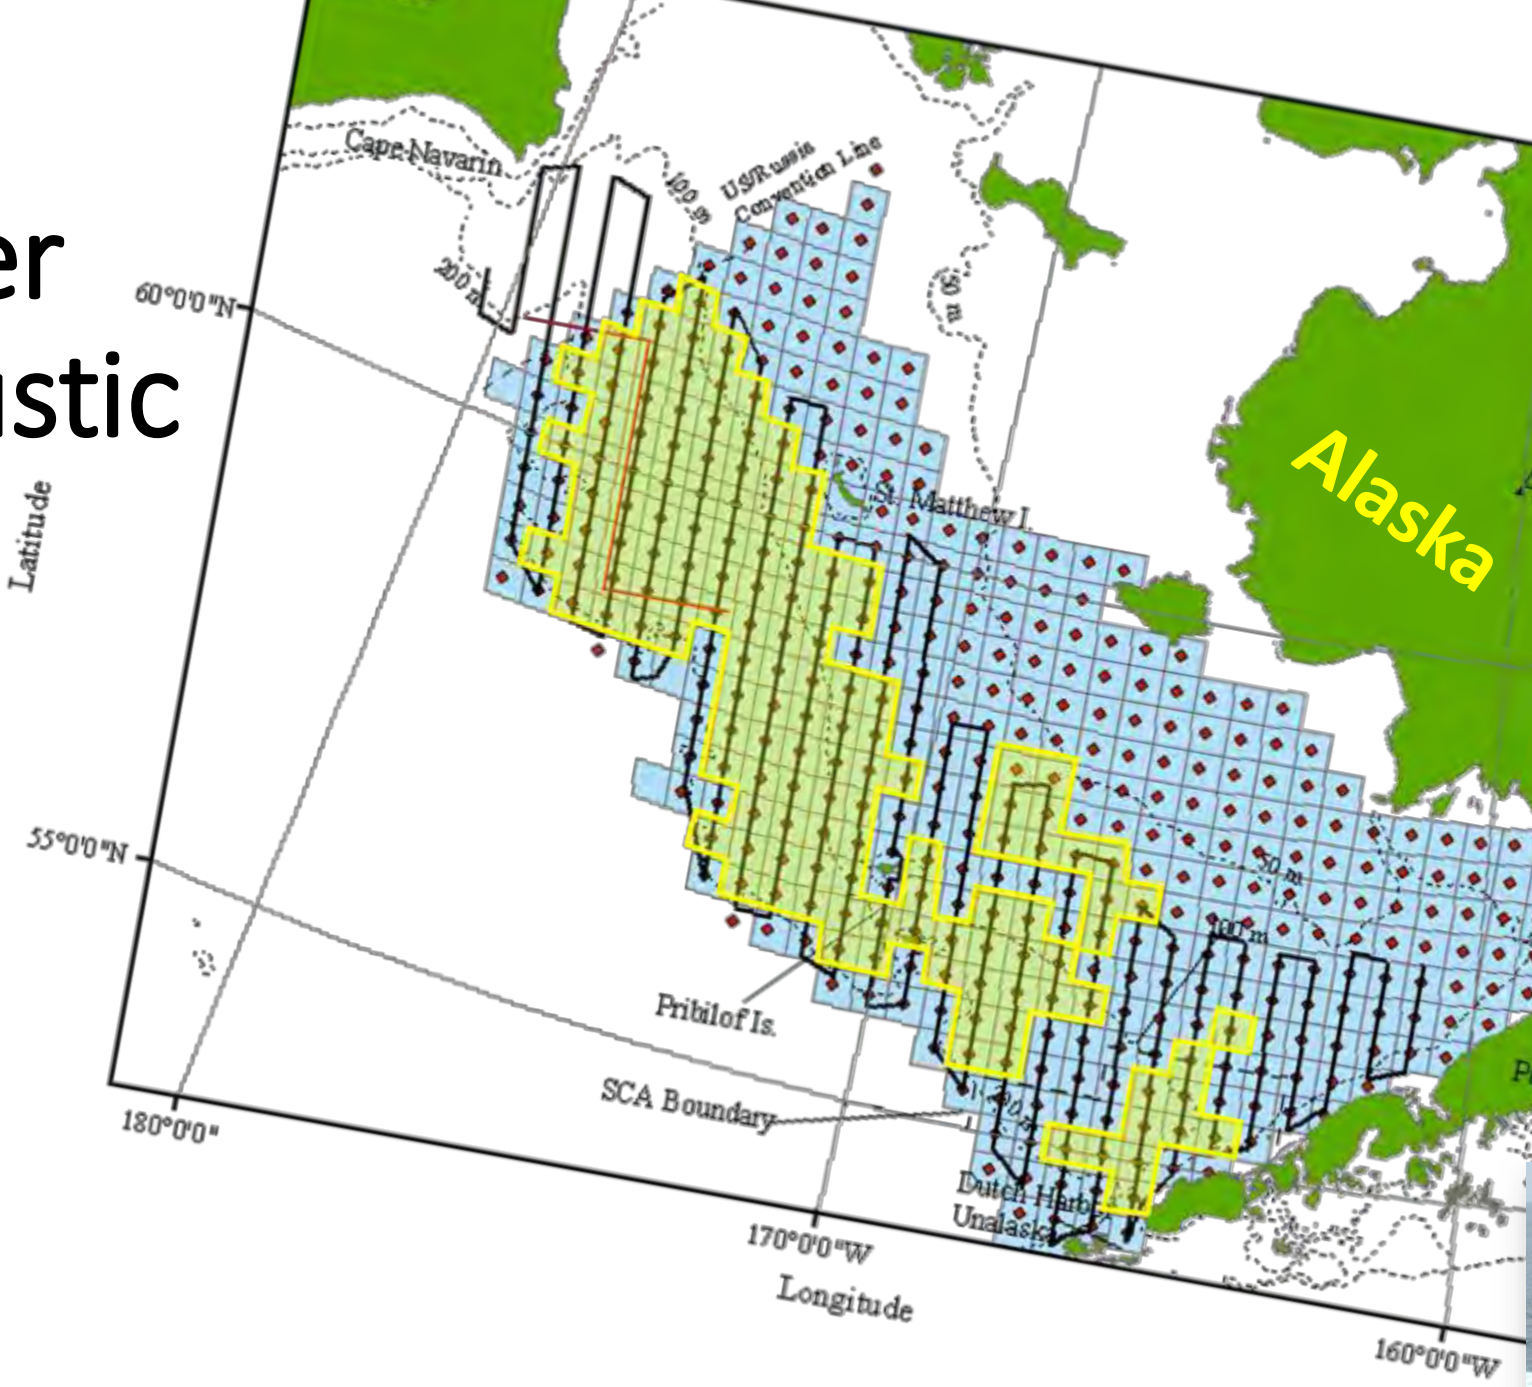 er
ustic
Cape Navarin
100 m
US/Russia
Convention Line
200 m
50 m
60°0'0"N
St. Matthew I.
Alaska
Latitude
55°0'0"N
50 m
100 m
Pribilof Is.
SCA Boundary
180°0'0"
Dutch Harb
Unalaska
170°0'0"W
Longitude
160°0'0"W